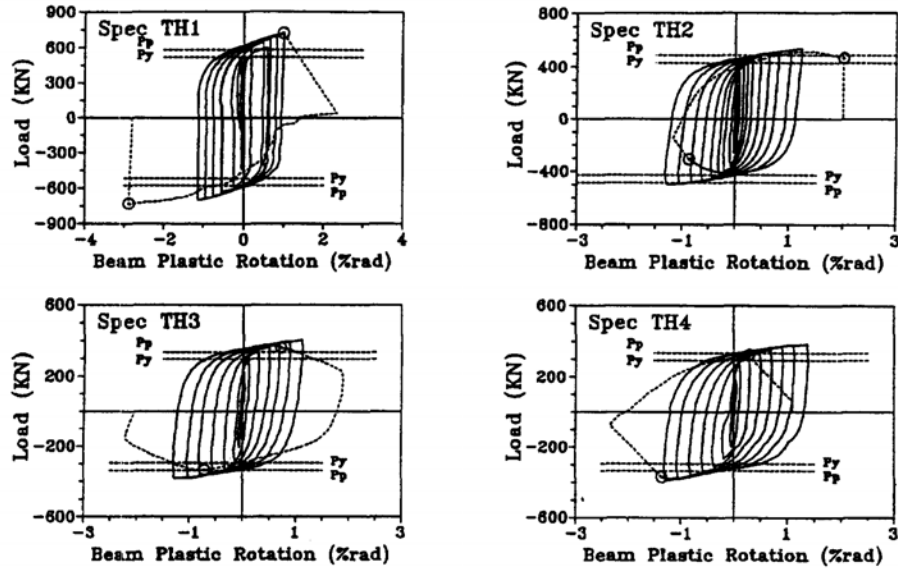 Spec TH1
Pp
Py
Py
Pp
900
600
300
0
-300
-600
-900
Load (KN)
-4
-2
0
2
4
Beam Plastic Rotation (%rad)
Spec TH2
Pp
Py
Py
Pp
800
400
0
-400
-800
Load (KN)
-3
-1
1
3
Beam Plastic Rotation (%rad)
Spec TH3
Pp
Py
Py
Pp
600
200
-200
-600
Load (KN)
-3
-1
1
3
Beam Plastic Rotation (%rad)
Spec TH4
Pp
Py
Py
Pp
600
200
-200
-600
Load (KN)
-3
-1
1
3
Beam Plastic Rotation (%rad)